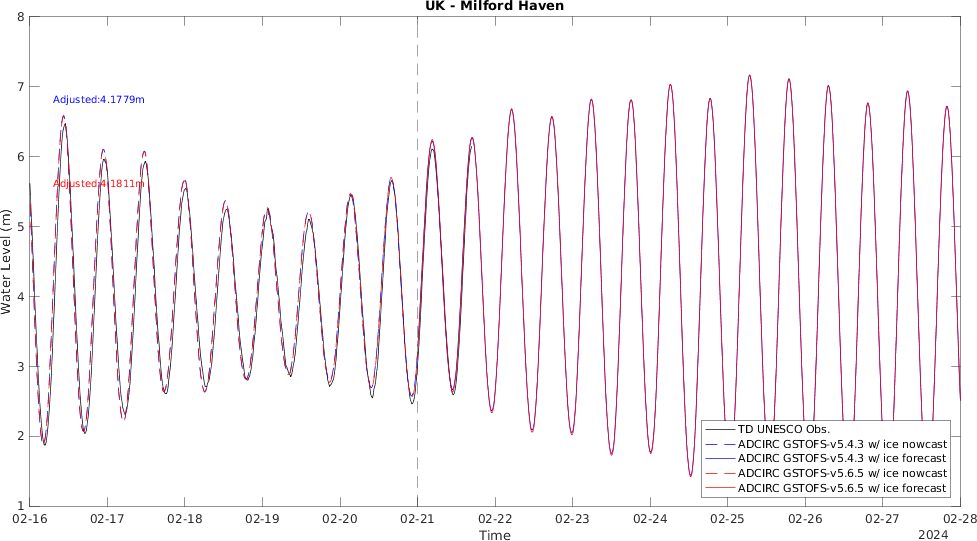 UK - Milford Haven
8
7
6
5
4
3
2
1
Water Level (m)
Adjusted:4.1779m
Adjusted:4.1811m
TD UNESCO Obs.
ADCIRC GSTOFS-v5.4.3 w/ ice nowcast
ADCIRC GSTOFS-v5.4.3 w/ ice forecast
ADCIRC GSTOFS-v5.6.5 w/ ice nowcast
ADCIRC GSTOFS-v5.6.5 w/ ice forecast
02-16 02-17 02-18 02-19 02-20 02-21 02-22 02-23 02-24 02-25 02-26 02-27 02-28
Time
2024